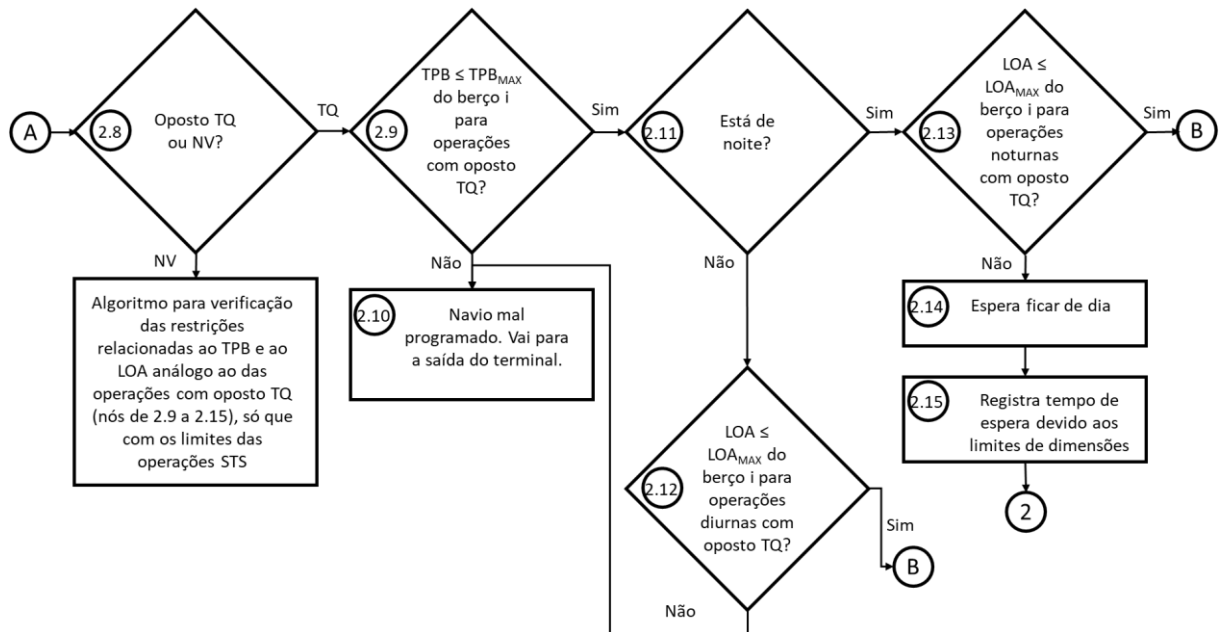 A
2.8
Oposto TQ
ou NV?
TQ
NV
Algoritmo para verificação
das restrições
relacionadas ao TPB e ao
LOA análogo ao das
operações com oposto TQ
(nós de 2.9 a 2.15), só que
com os limites das
operações STS
2.9
TPB ≤ TPBMAX
do berço i
para
operações
com oposto
TQ?
Sim
Não
2.10
Navio mal
programado. Vai para
a saída do terminal.
2.11
Está de
noite?
Sim
Não
2.12
LOA ≤
LOAMAX do
berço i para
operações
diurnas com
oposto TQ?
Sim
B
Não
2.13
LOA ≤
LOAMAX do
berço i para
operações
noturnas
com oposto
TQ?
Sim
B
Não
2.14
Espera ficar de dia
2.15
Registra tempo de
espera devido aos
limites de dimensões
2